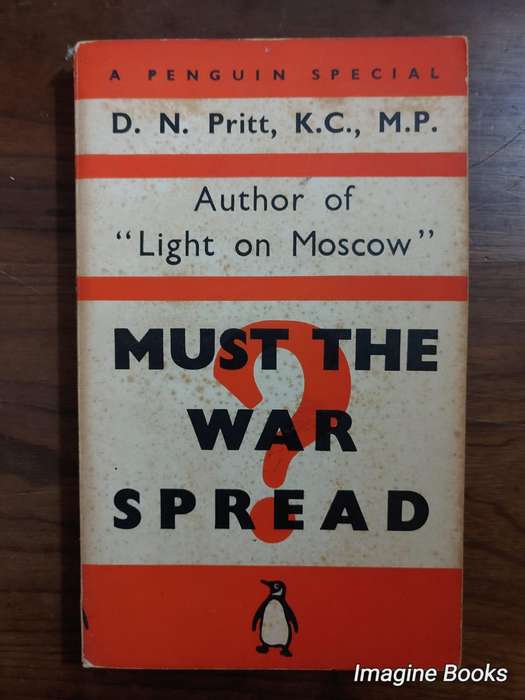 A PENGUIN SPECIAL
D. N. Pritt, K.C., M.P.
Author of
“Light on Moscow”
MUST THE
WAR
SPREAD
?
Imagine Books